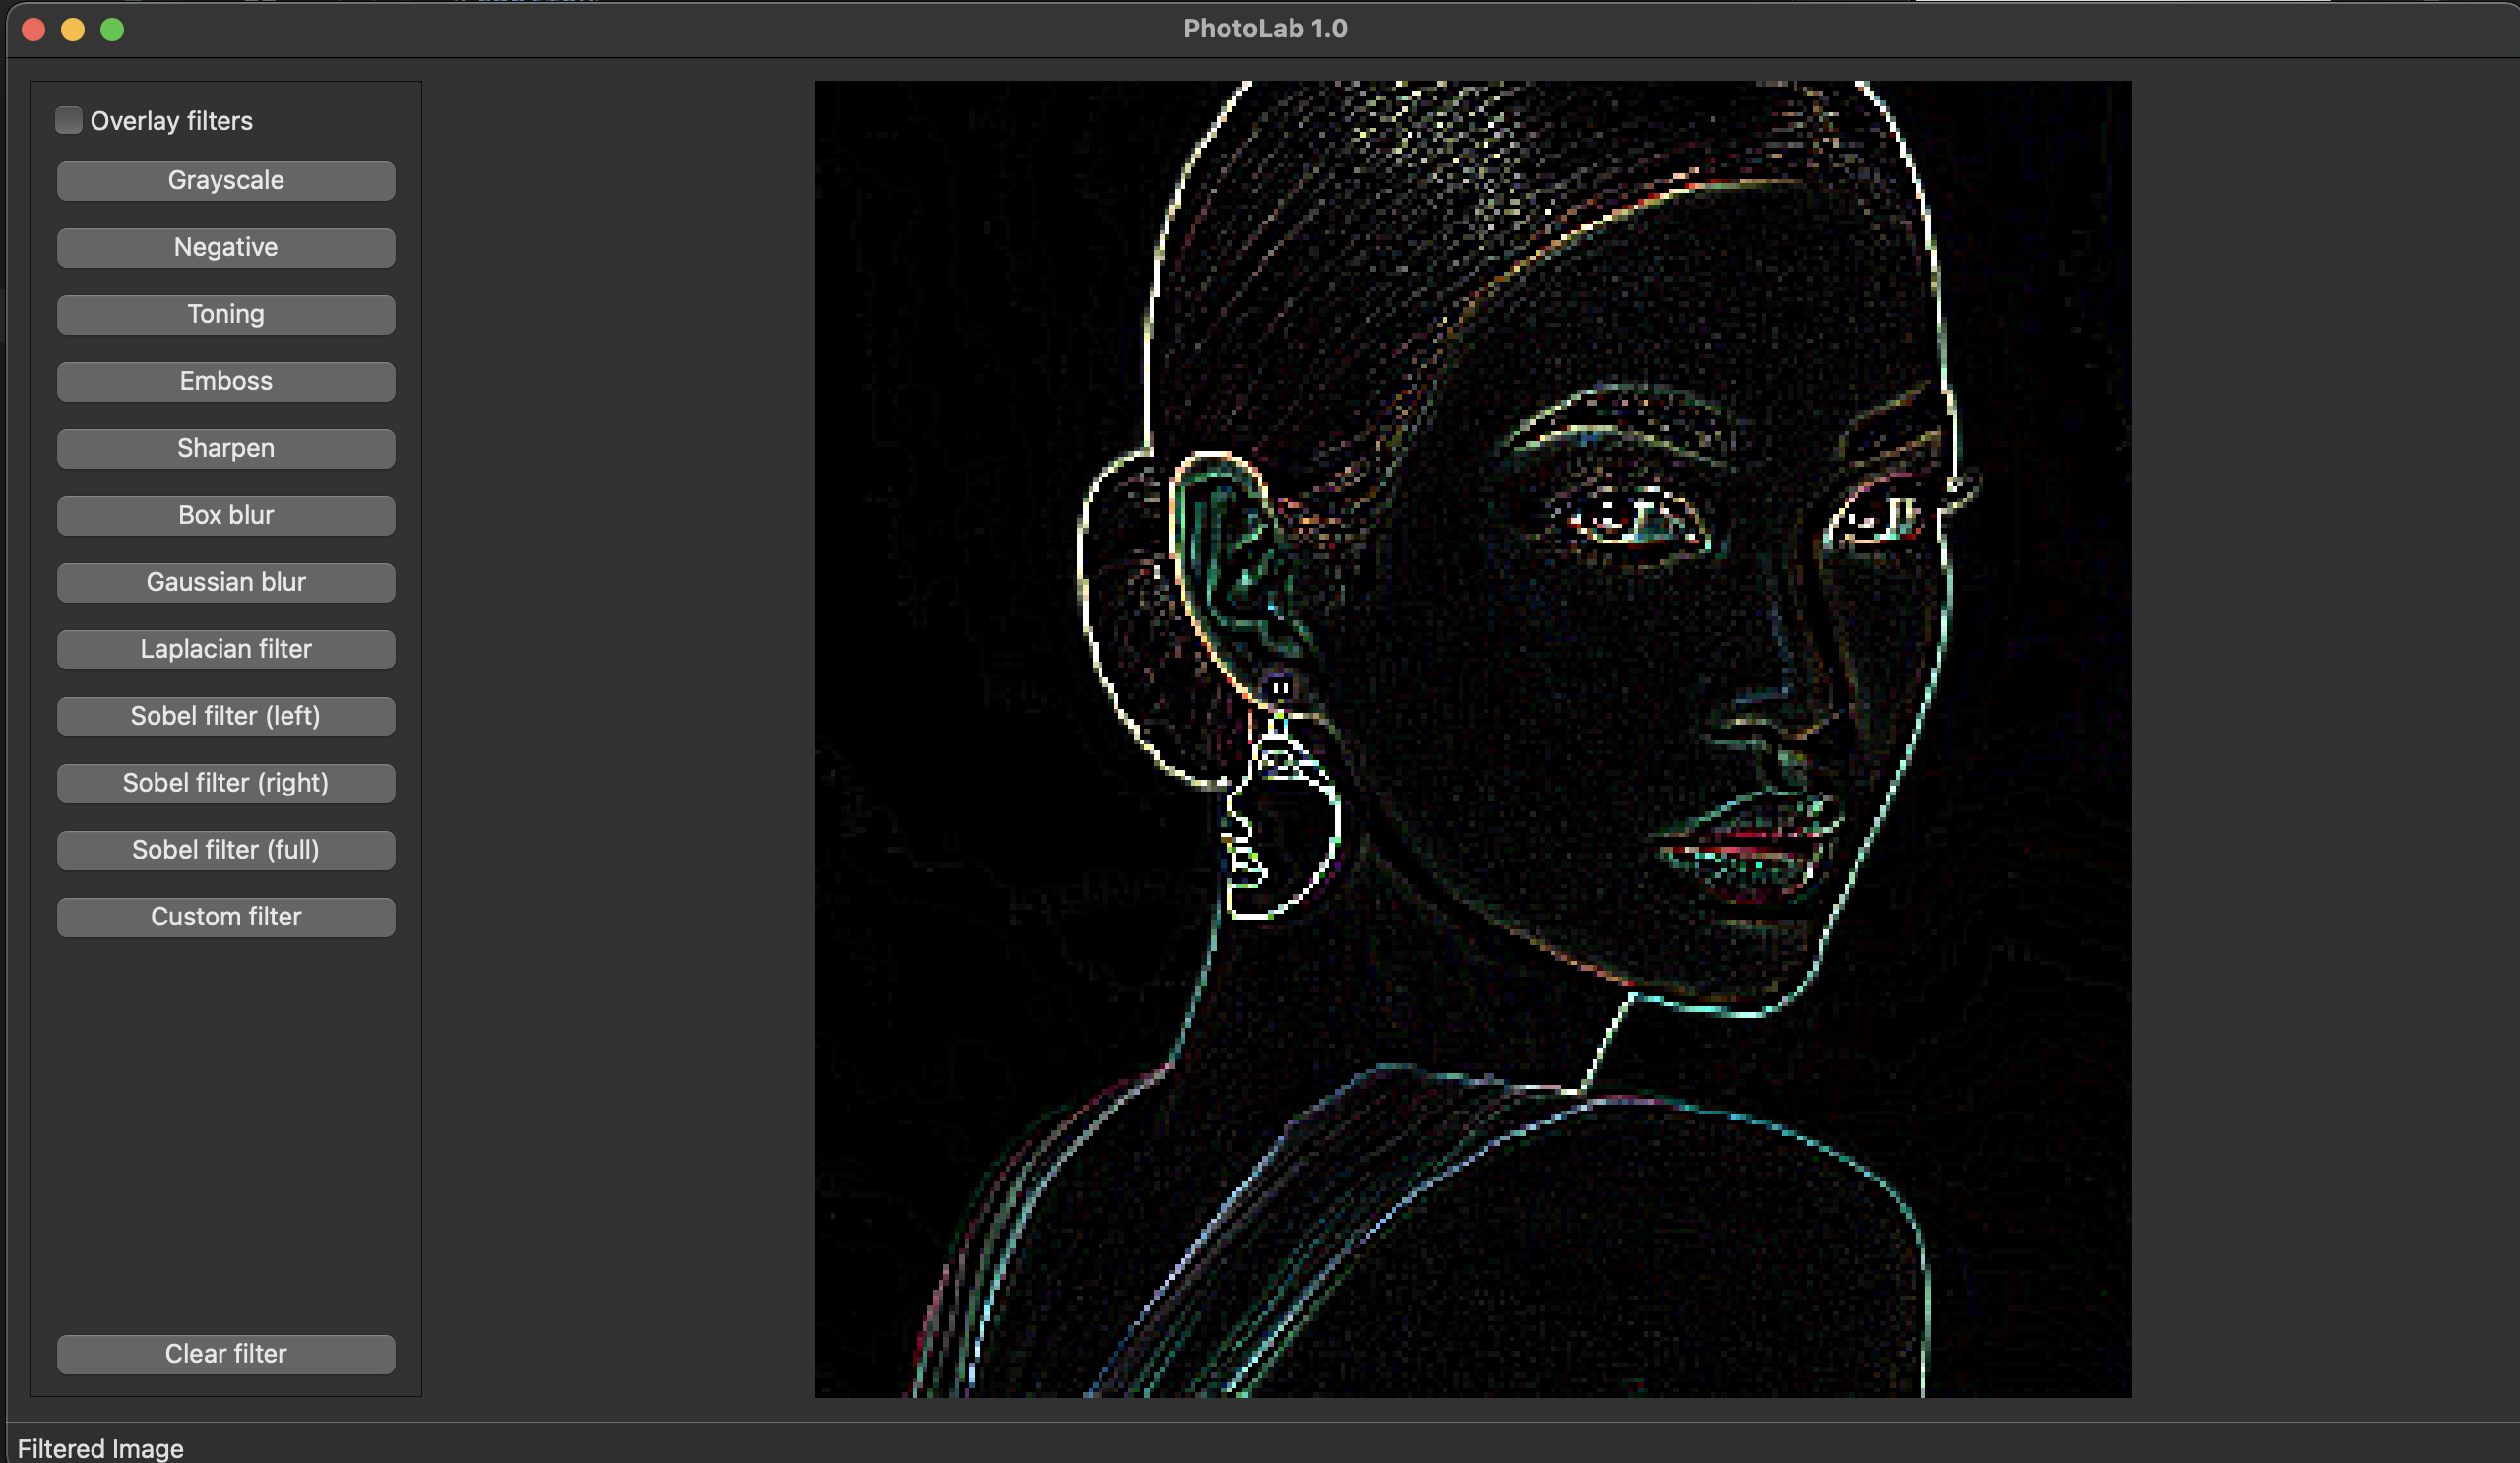 PhotoLab 1.0
Overlay filters
Grayscale
Negative
Toning
Emboss
Sharpen
Box blur
Gaussian blur
Laplacian filter
Sobel filter (left)
Sobel filter (right)
Sobel filter (full)
Custom filter
Clear filter
Filtered Image